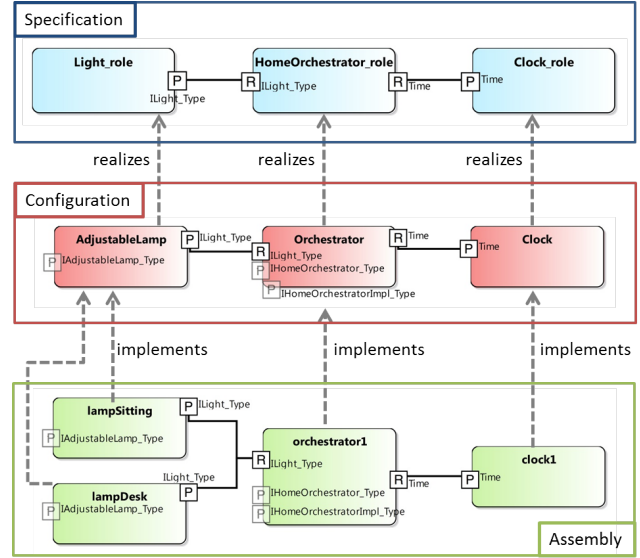 Specification
Light_role
HomeOrchestrator_role
Clock_role
P
R
R
P
ILight_Type
ILight_Type
Time
Time
realizes
realizes
realizes
Configuration
AdjustableLamp
Orchestrator
Clock
P
ILight_Type
R
Time
R
P
Time
ILight_Type
P
IAdjustableLamp_Type
P
IHomeOrchestrator_Type
P
IHomeOrchestratorImpl_Type
implements
implements
implements
lampSitting
P
ILight_Type
P
IAdjustableLamp_Type
orchestrator1
clock1
R
ILight_Type
ILight_Type
R
Time
P
Time
lampDesk
P
P
IAdjustableLamp_Type
P
IHomeOrchestrator_Type
P
IHomeOrchestratorImpl_Type
Assembly